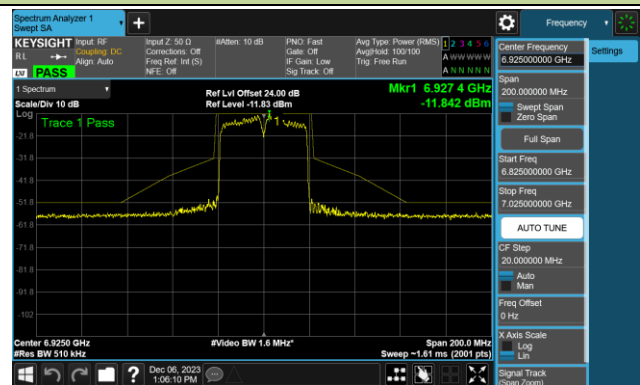 Spectrum Analyzer 1
Swept SA
Frequency
KEYSIGHT
Input: RF
Coupling: DC
Align: Auto
Input Z: 50 Ω
Corrections: Off
Freq Ref: Int (S)
NFE: Off
#Atten: 10 dB
PNO: Fast
Gate: Off
IF Gain: Low
Sig Track: Off
Avg Type: Power (RMS)
Avg|Hold: 100/100
Trig: Free Run
1 2 3 4 5 6
A W W W W W
A N N N N N
R L
LXI
PASS
1 Spectrum
Scale/Div 10 dB
Ref Lvl Offset 24.00 dB
Ref Level -11.83 dBm
Mkr1 6.927 4 GHz
-11.842 dBm
Log
Trace 1 Pass
1
-21.8
-31.8
-41.8
-51.8
-61.8
-71.8
-81.8
-91.8
-102
Center 6.9250 GHz
#Res BW 510 kHz
#Video BW 1.6 MHz*
Span 200.0 MHz
Sweep ~1.61 ms (2001 pts)
Dec 06, 2023
1:06:10 PM
Center Frequency
6.925000000 GHz
Settings
Span
200.000000 MHz
Swept Span
Zero Span
Full Span
Start Freq
6.825000000 GHz
Stop Freq
7.025000000 GHz
AUTO TUNE
CF Step
20.000000 MHz
Auto
Man
Freq Offset
0 Hz
X Axis Scale
Log
Lin
Signal Track
(Span Zoom)